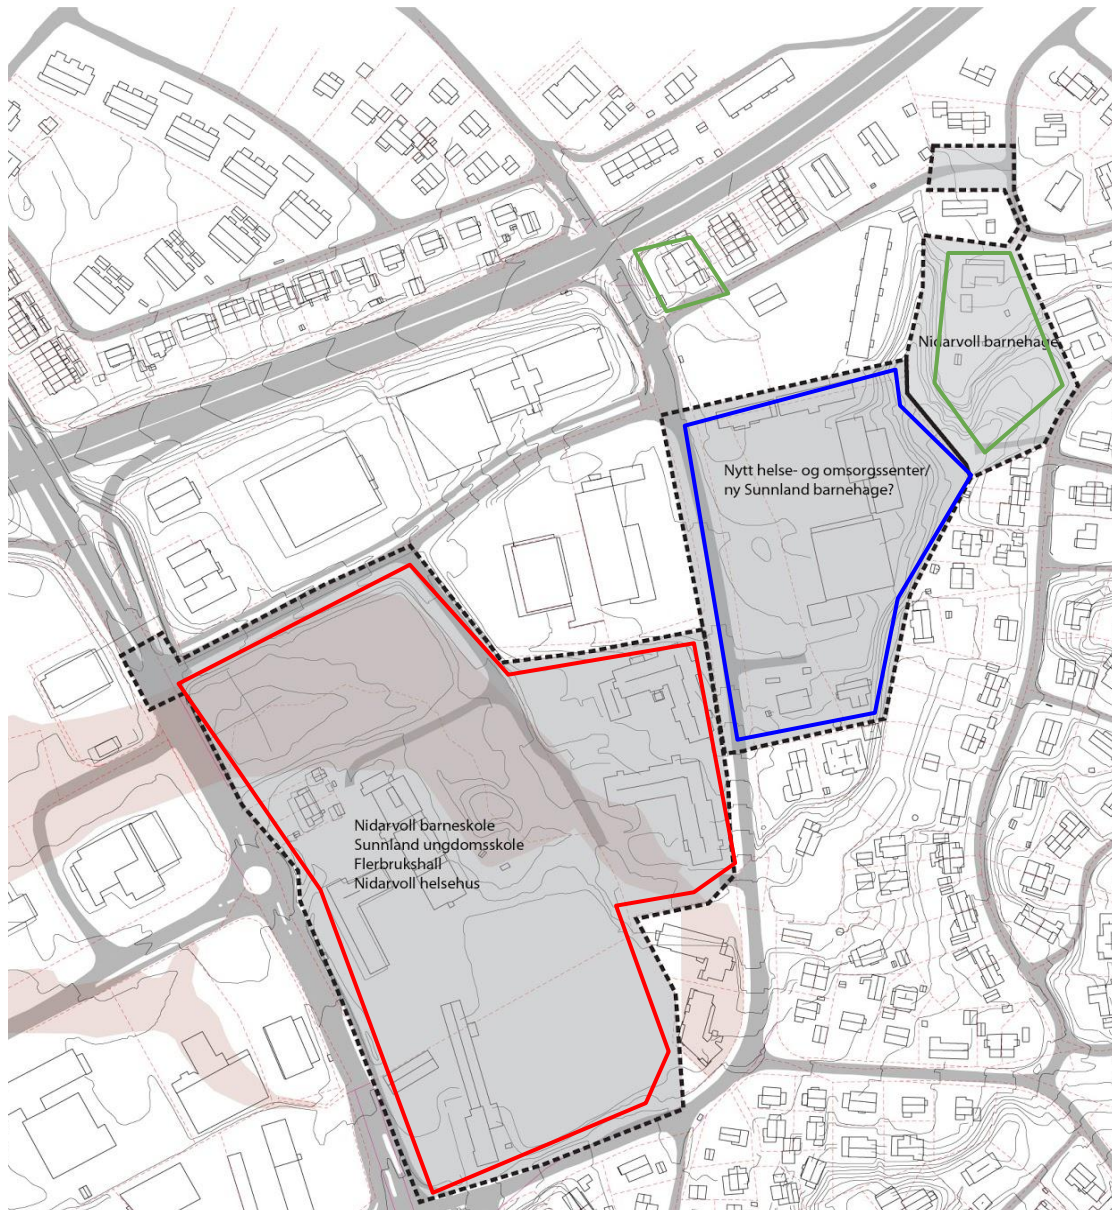 Nidarvoll barnehage
Nytt helse- og omsorgssenter/
ny Sunnland barnehage?
Nidarvoll barneskole
Sunnland ungdomsskole
Flerbrukshall
Nidarvoll helsehus